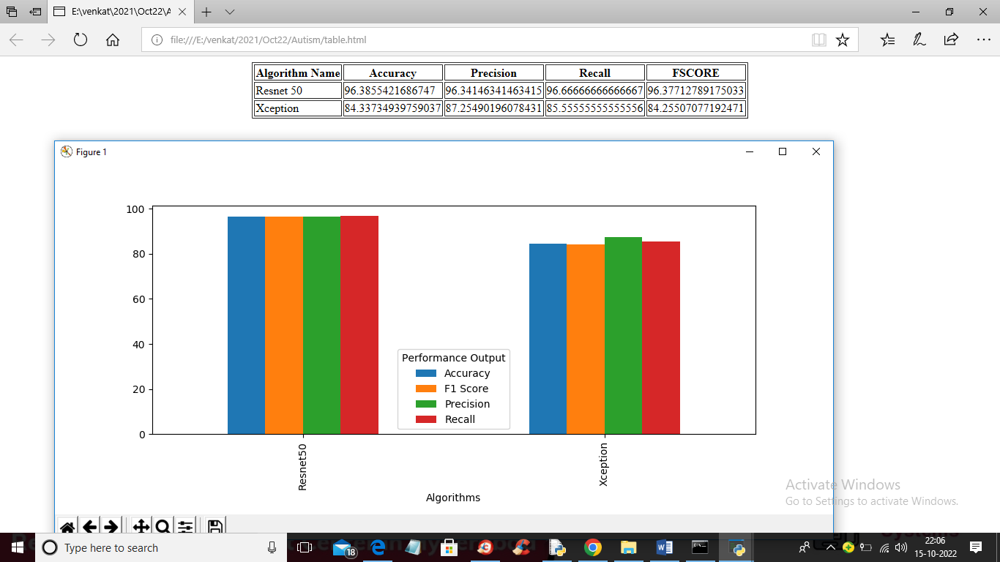 E:\venkat\2021\Oct22\A
file:///E:/venkat/2021/Oct22/Autism/table.html
Algorithm Name Accuracy Precision Recall FSCORE
Resnet 50 96.3855421686747 96.34146341463415 96.66666666666667 96.37712789175033
Xception 84.33734939759037 87.25490196078431 85.55555555555556 84.25507077192471
Figure 1
100
80
60
40
20
0
Performance Output
Accuracy
F1 Score
Precision
Recall
Resnet50
Xception
Algorithms
Activate Windows
Go to Settings to activate Windows.
Type here to search
18
22:06
15-10-2022